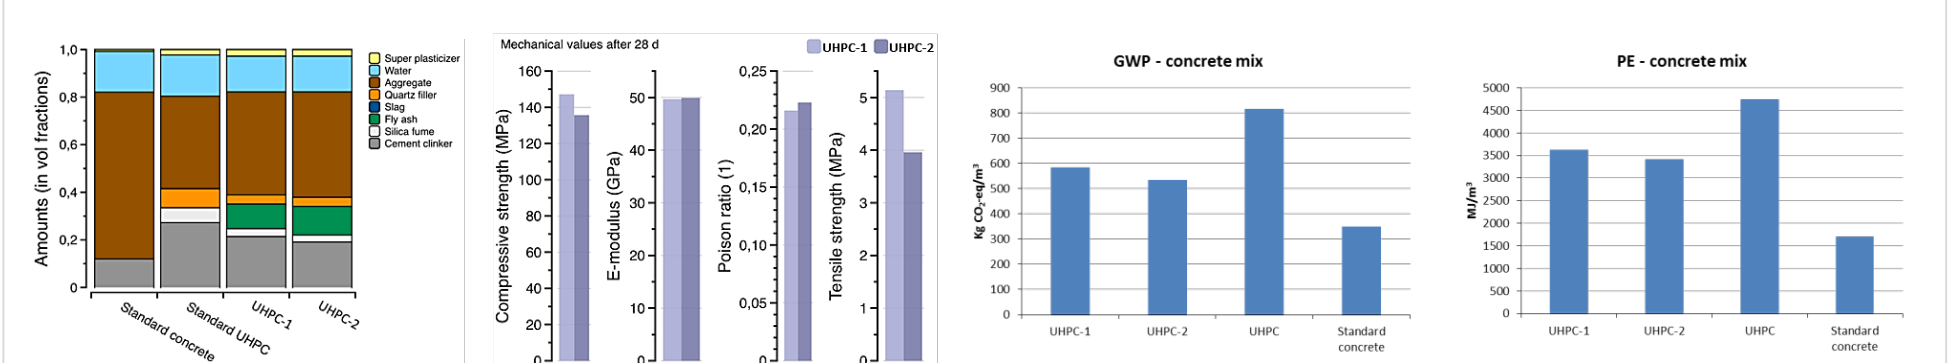 1,0
0,8
0,6
0,4
0,2
0
Amounts (in vol fractions)
Standard concrete
Standard UHPC
UHPC-1
UHPC-2
Super plasticizer
Water
Aggregate
Quartz filler
Slag
Fly ash
Silica fume
Cement clinker
Mechanical values after 28 d
UHPC-1
UHPC-2
Compressive strength (MPa)
160
140
120
100
80
60
40
20
0
E-modulus (GPa)
50
40
30
20
10
0
Poison ratio (1)
0,25
0,20
0,15
0,10
0,05
0
Tensile strength (MPa)
5
4
3
2
1
0
GWP - concrete mix
Kg CO₂-eq/m³
900
800
700
600
500
400
300
200
100
0
UHPC-1
UHPC-2
UHPC
Standard
concrete
PE - concrete mix
MJ/m³
5000
4500
4000
3500
3000
2500
2000
1500
1000
500
0
UHPC-1
UHPC-2
UHPC
Standard
concrete